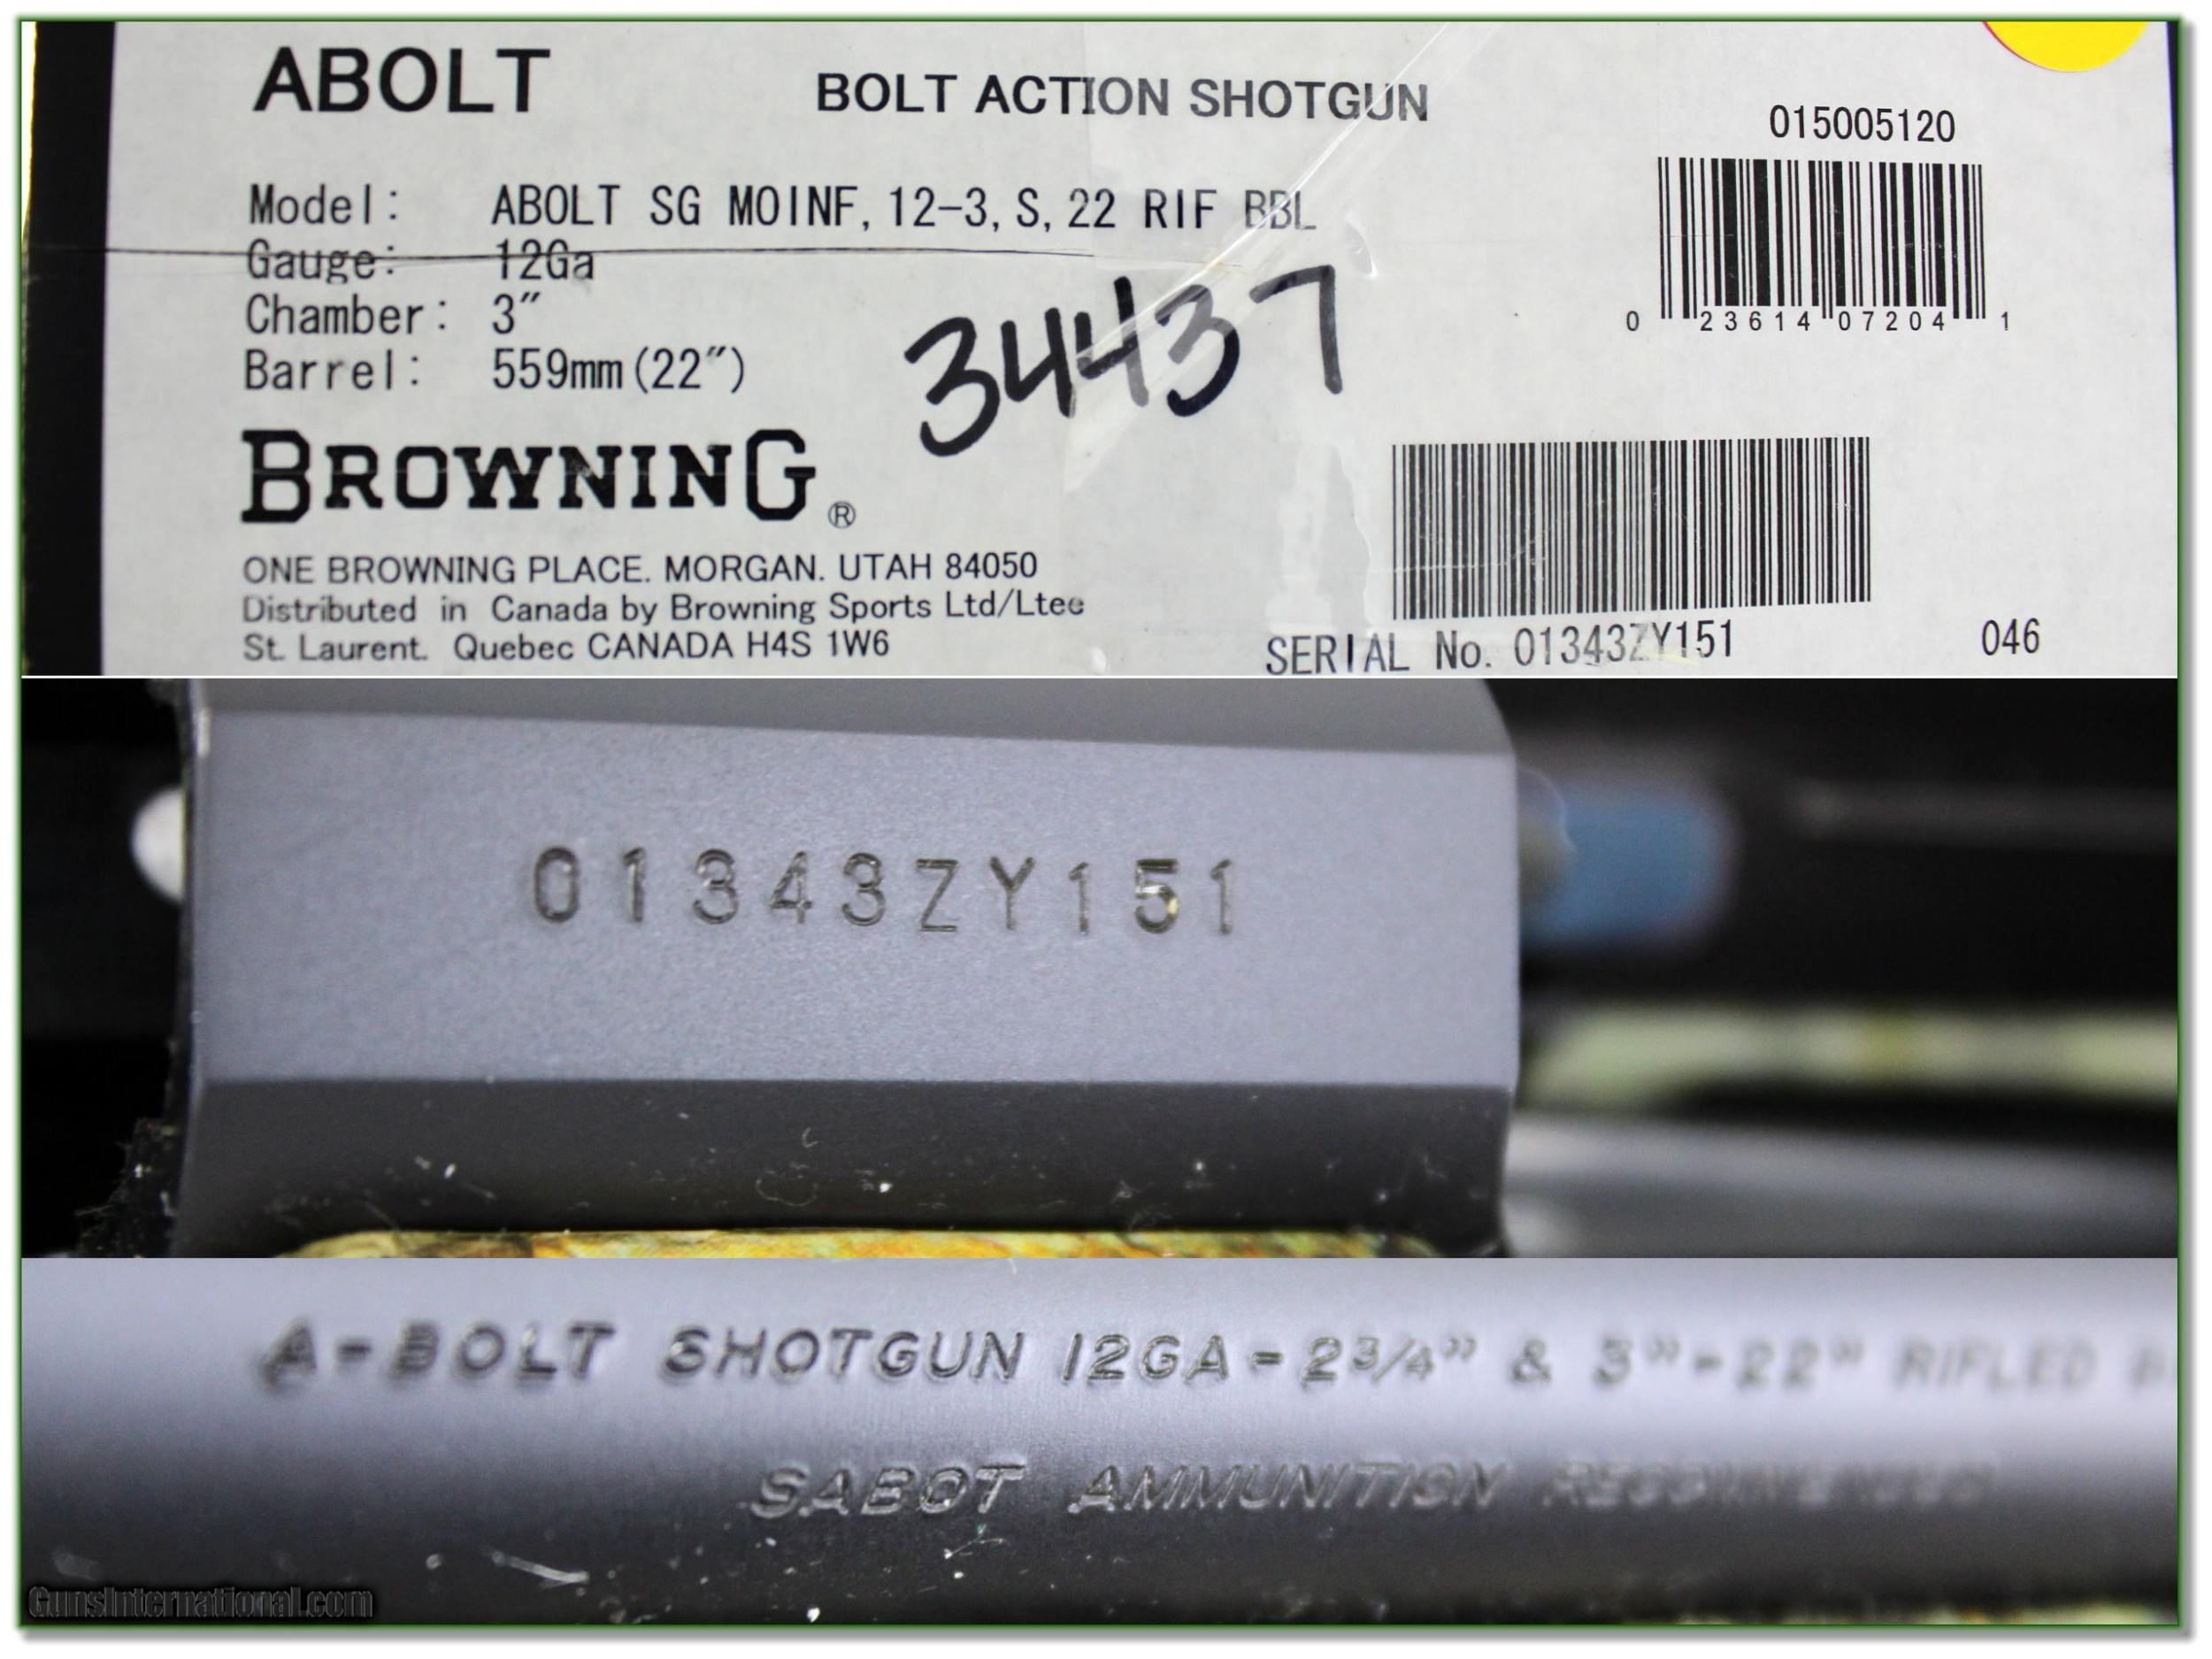 ABOLT BOLT ACTION SHOTGUN
015005120
Model: ABOLT SG MOINF, 12-3, S, 22 RIF BBL
Gauge: 12Ga
Chamber: 3"
Barrel: 559mm(22")
0 23614 07204 1
34437
BROWNING®
ONE BROWNING PLACE. MORGAN. UTAH 84050
Distributed in Canada by Browning Sports Ltd/Ltee
St. Laurent. Quebec CANADA H4S 1W6
SERIAL No. 01343ZY151 046
01343ZY151
A-BOLT SHOTGUN 12GA-2¾" & 3"-22" RIFLED
SABOT AMMUNITION RECOMMENDED
GunsInternational.com